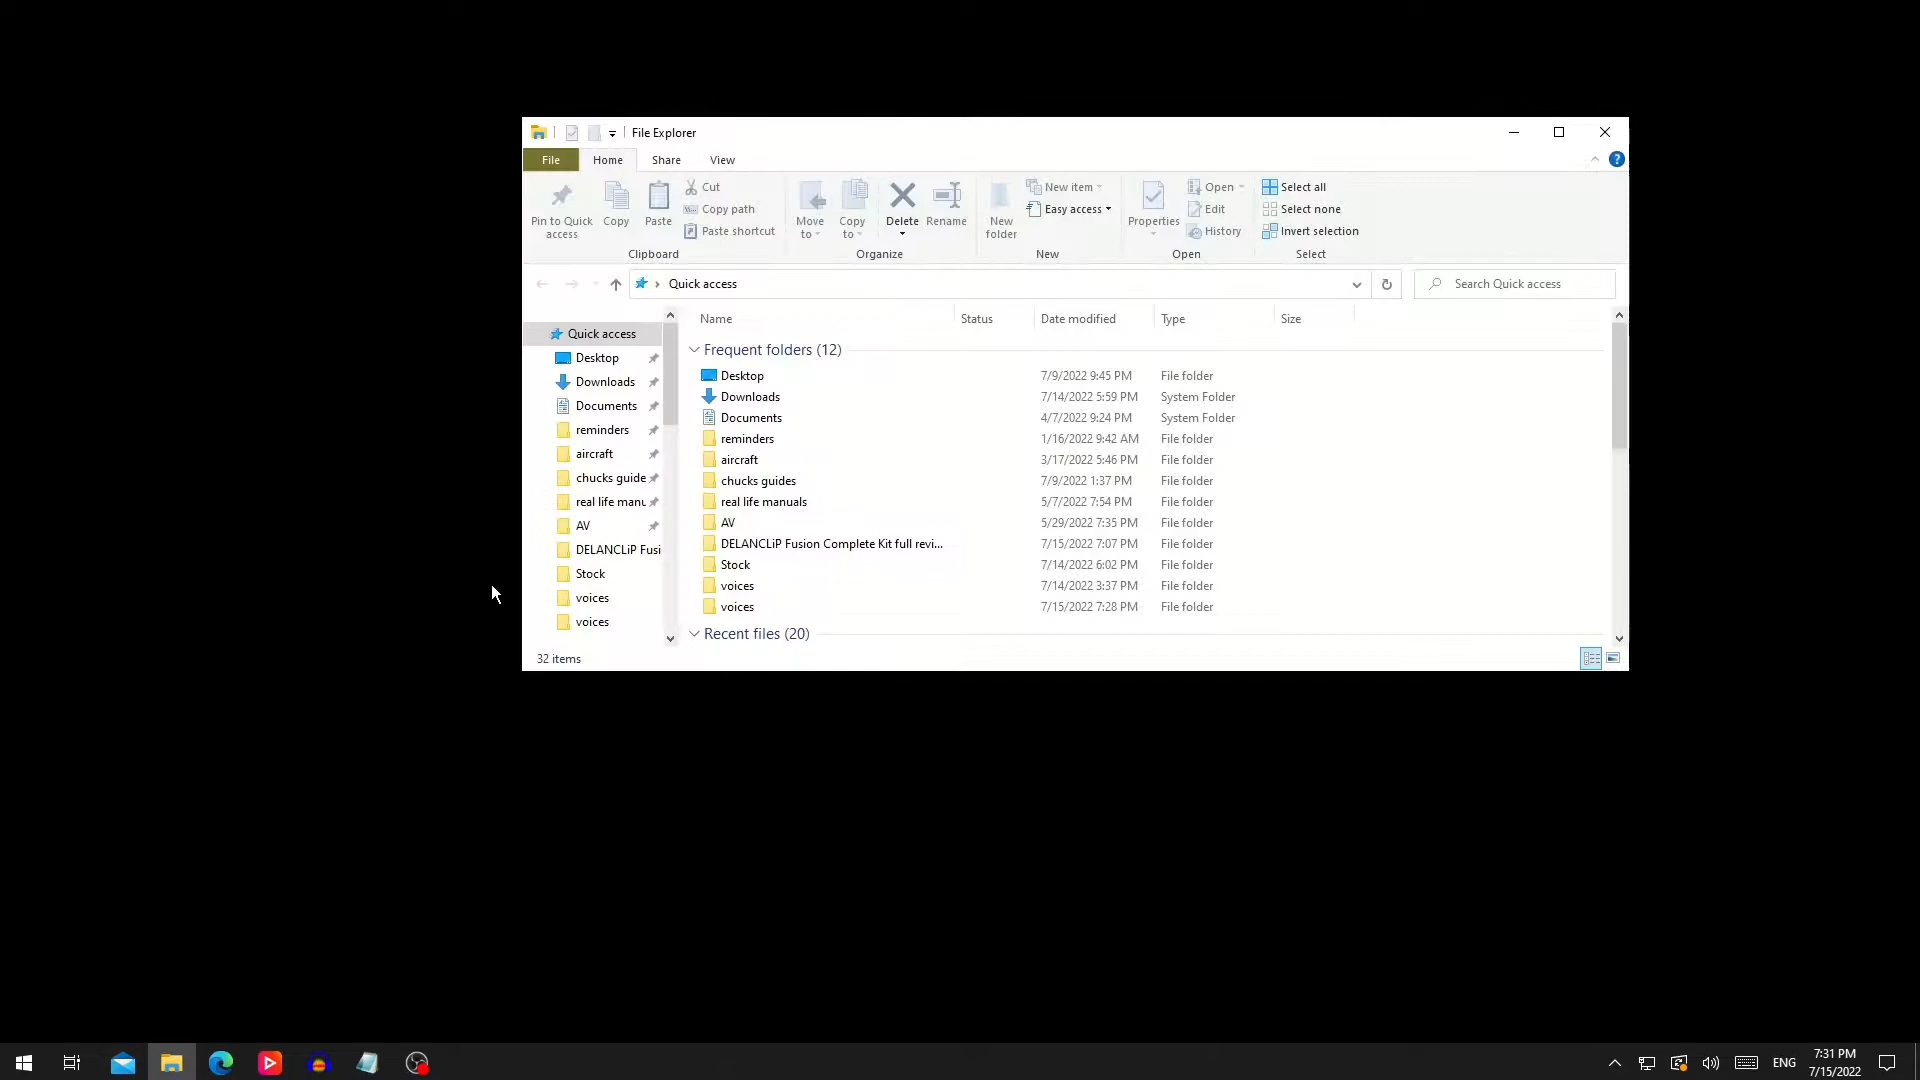 File Explorer
File Home Share View
Pin to Quick access
Copy
Paste
Cut
Copy path
Paste shortcut
Clipboard
Move to
Copy to
Delete
Rename
Organize
New folder
New item
Easy access
New
Properties
Open
Edit
History
Open
Select all
Select none
Invert selection
Select
Quick access
Search Quick access
Quick access
Desktop
Downloads
Documents
reminders
aircraft
chucks guide
real life manu
AV
DELANCLiP Fusi
Stock
voices
voices
Name Status Date modified Type Size
Frequent folders (12)
Desktop 7/9/2022 9:45 PM File folder
Downloads 7/14/2022 5:59 PM System Folder
Documents 4/7/2022 9:24 PM System Folder
reminders 1/16/2022 9:42 AM File folder
aircraft 3/17/2022 5:46 PM File folder
chucks guides 7/9/2022 1:37 PM File folder
real life manuals 5/7/2022 7:54 PM File folder
AV 5/29/2022 7:35 PM File folder
DELANCLiP Fusion Complete Kit full revi... 7/15/2022 7:07 PM File folder
Stock 7/14/2022 6:02 PM File folder
voices 7/14/2022 3:37 PM File folder
voices 7/15/2022 7:28 PM File folder
Recent files (20)
32 items
ENG
7:31 PM
7/15/2022